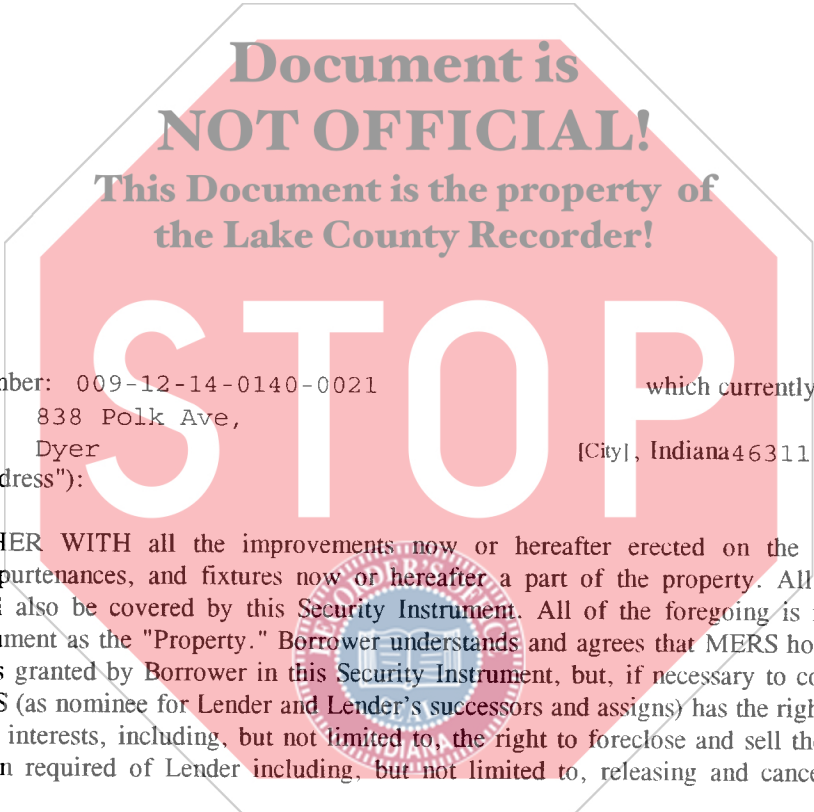 Document is
NOT OFFICIAL!
This Document is the property of
the Lake County Recorder!
STOP
nber: 009-12-14-0140-0021 which currently
838 Polk Ave,
Dyer [City], Indiana46311
dress"):
HER WITH all the improvements now or hereafter erected on the
purtenances, and fixtures now or hereafter a part of the property. All
also be covered by this Security Instrument. All of the foregoing is
ument as the "Property." Borrower understands and agrees that MERS ho
s granted by Borrower in this Security Instrument, but, if necessary to co
S (as nominee for Lender and Lender's successors and assigns) has the righ
interests, including, but not limited to, the right to foreclose and sell the
n required of Lender including, but not limited to, releasing and cance
RECORDER'S OFFICE
INDIANA